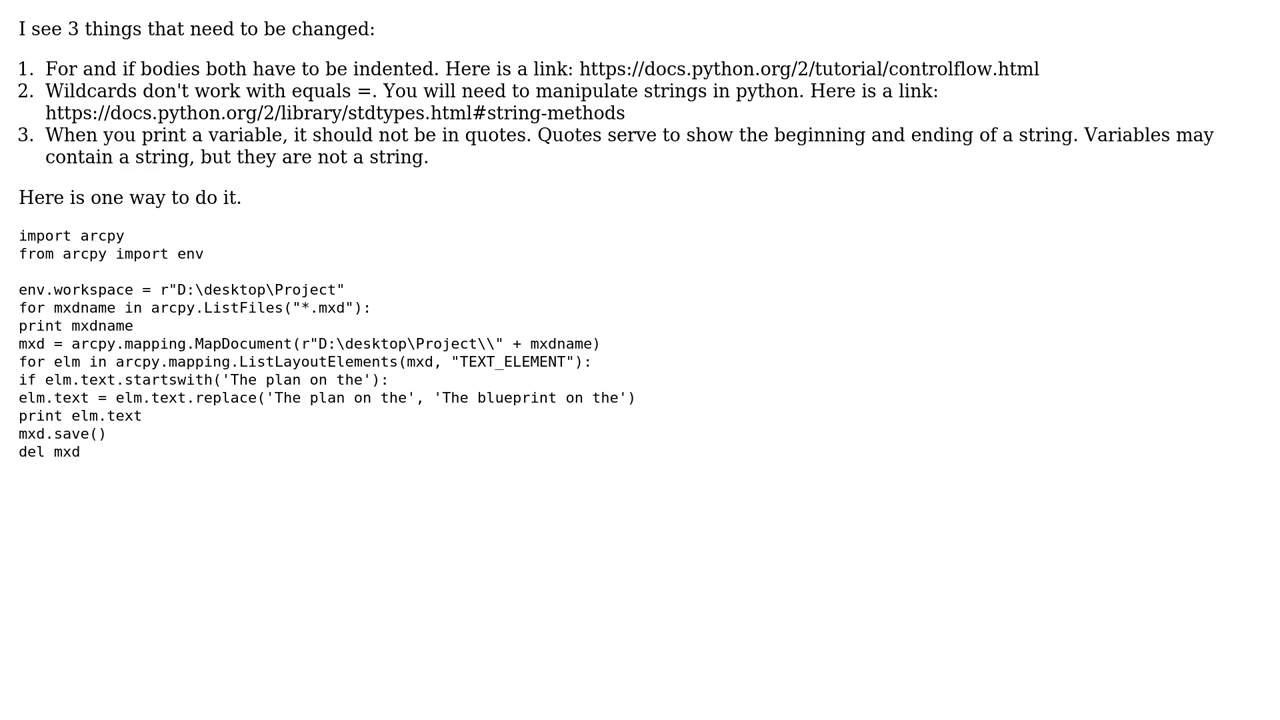 I see 3 things that need to be changed:
1. For and if bodies both have to be indented. Here is a link: https://docs.python.org/2/tutorial/controlflow.html
2. Wildcards don't work with equals =. You will need to manipulate strings in python. Here is a link:
https://docs.python.org/2/library/stdtypes.html#string-methods
3. When you print a variable, it should not be in quotes. Quotes serve to show the beginning and ending of a string. Variables may
contain a string, but they are not a string.
Here is one way to do it.
import arcpy
from arcpy import env
env.workspace = r"D:\desktop\Project"
for mxdname in arcpy.ListFiles("*.mxd"):
print mxdname
mxd = arcpy.mapping.MapDocument(r"D:\desktop\Project\\" + mxdname)
for elm in arcpy.mapping.ListLayoutElements(mxd, "TEXT_ELEMENT"):
if elm.text.startswith('The plan on the'):
elm.text = elm.text.replace('The plan on the', 'The blueprint on the')
print elm.text
mxd.save()
del mxd